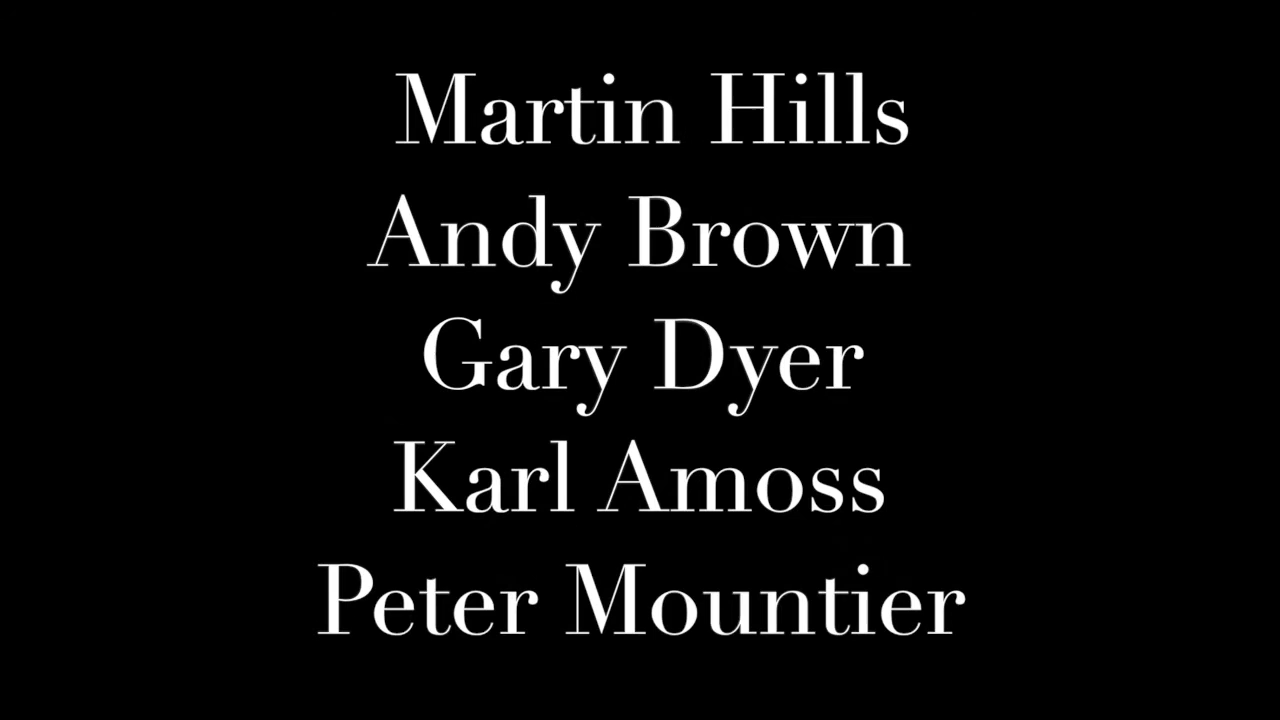 Martin Hills
Andy Brown
Gary Dyer
Karl Amoss
Peter Mountier